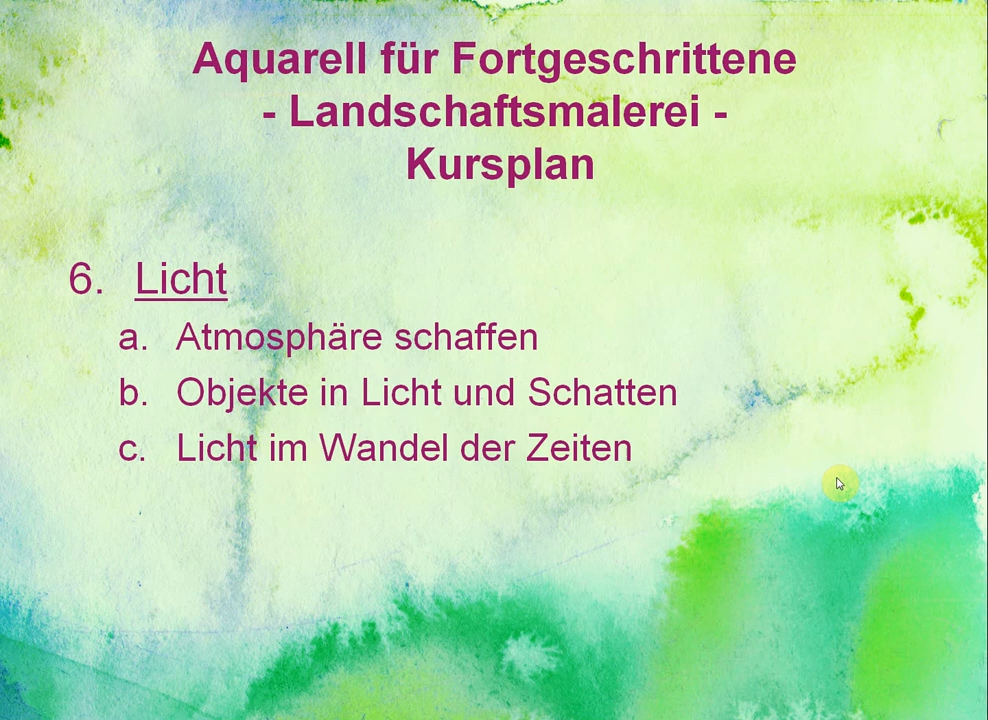 Aquarell für Fortgeschrittene
- Landschaftsmalerei -
Kursplan
6. Licht
a. Atmosphäre schaffen
b. Objekte in Licht und Schatten
c. Licht im Wandel der Zeiten